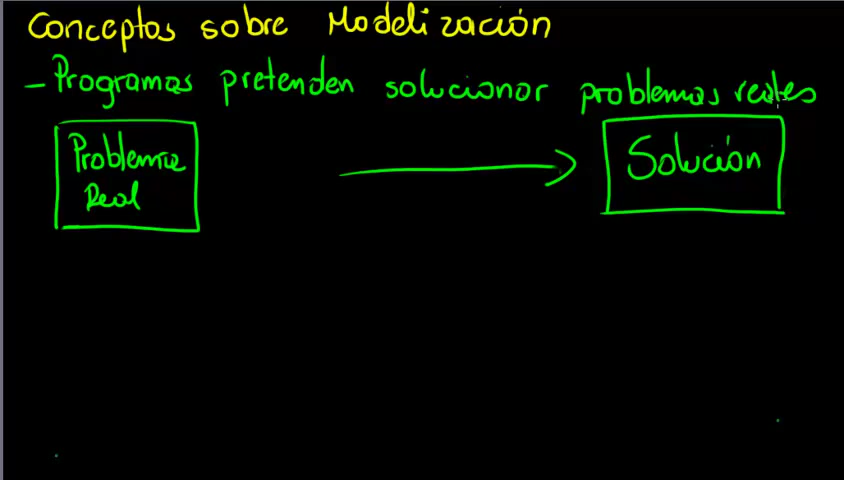 Conceptos sobre Modelización
- Programas pretenden solucionar problemas reales
Problema
Real
Solución